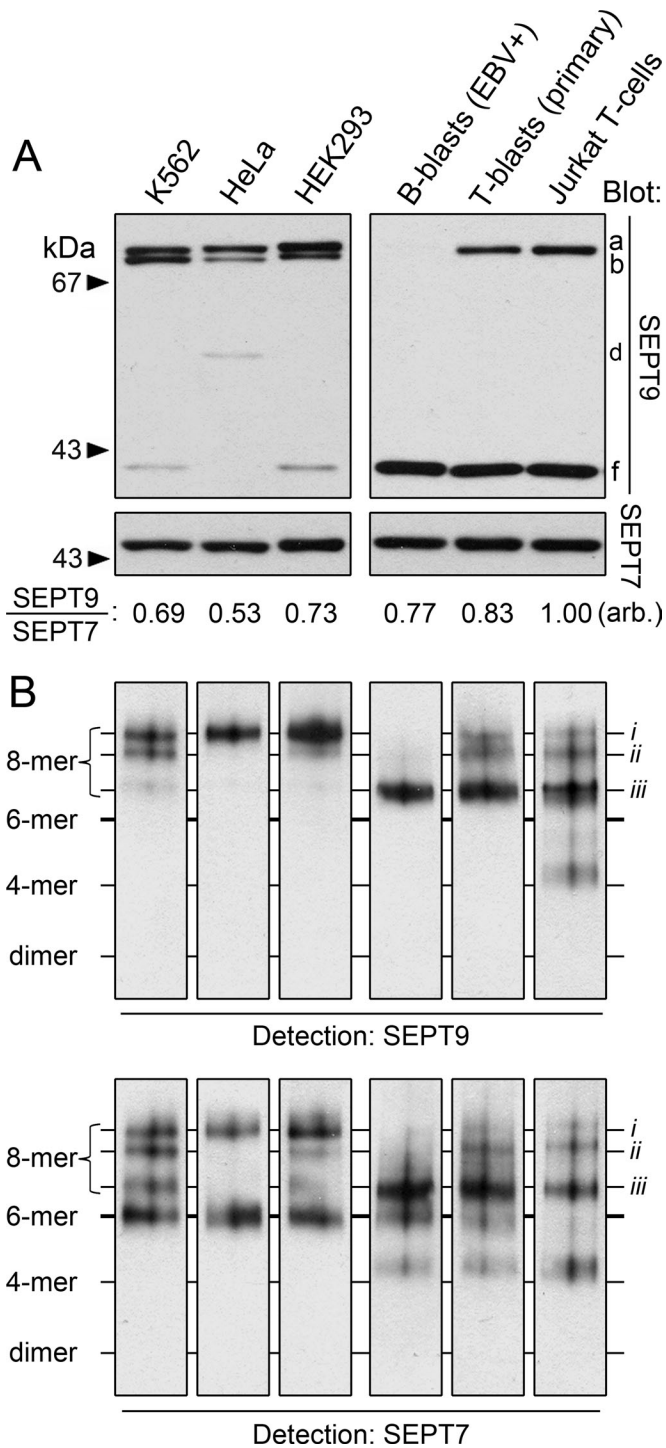 A
K562
HeLa
HEK293
B-blasts (EBV+)
T-blasts (primary)
Jurkat T-cells
Blot:
kDa
67
43
a
b
d
f
SEPT9
43
SEPT7
SEPT9
SEPT7
: 0.69 0.53 0.73 0.77 0.83 1.00 (arb.)
B
8-mer
6-mer
4-mer
dimer
i
ii
iii
Detection: SEPT9
8-mer
6-mer
4-mer
dimer
i
ii
iii
Detection: SEPT7